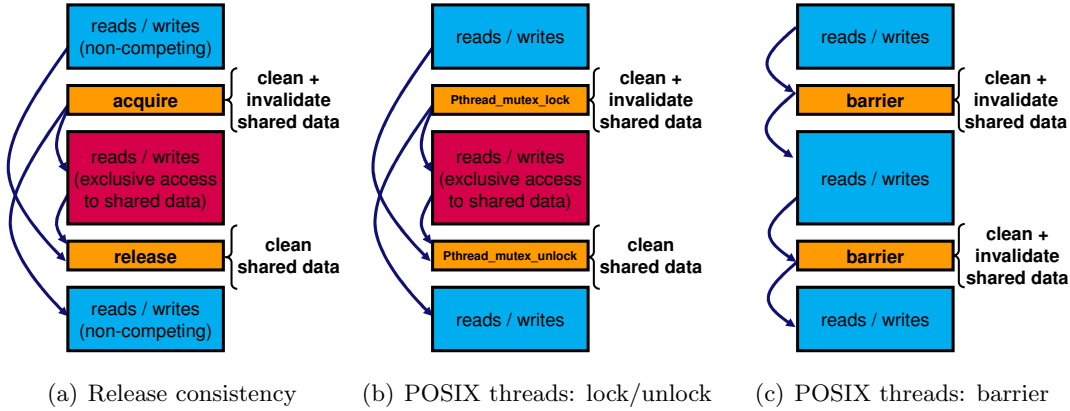 reads / writes
(non-competing)
acquire
clean +
invalidate
shared data
reads / writes
(exclusive access
to shared data)
release
clean
shared data
reads / writes
(non-competing)
(a) Release consistency
reads / writes
Pthread_mutex_lock
clean +
invalidate
shared data
reads / writes
(exclusive access
to shared data)
Pthread_mutex_unlock
clean
shared data
reads / writes
(b) POSIX threads: lock/unlock
reads / writes
barrier
clean +
invalidate
shared data
reads / writes
barrier
clean +
invalidate
shared data
reads / writes
(c) POSIX threads: barrier